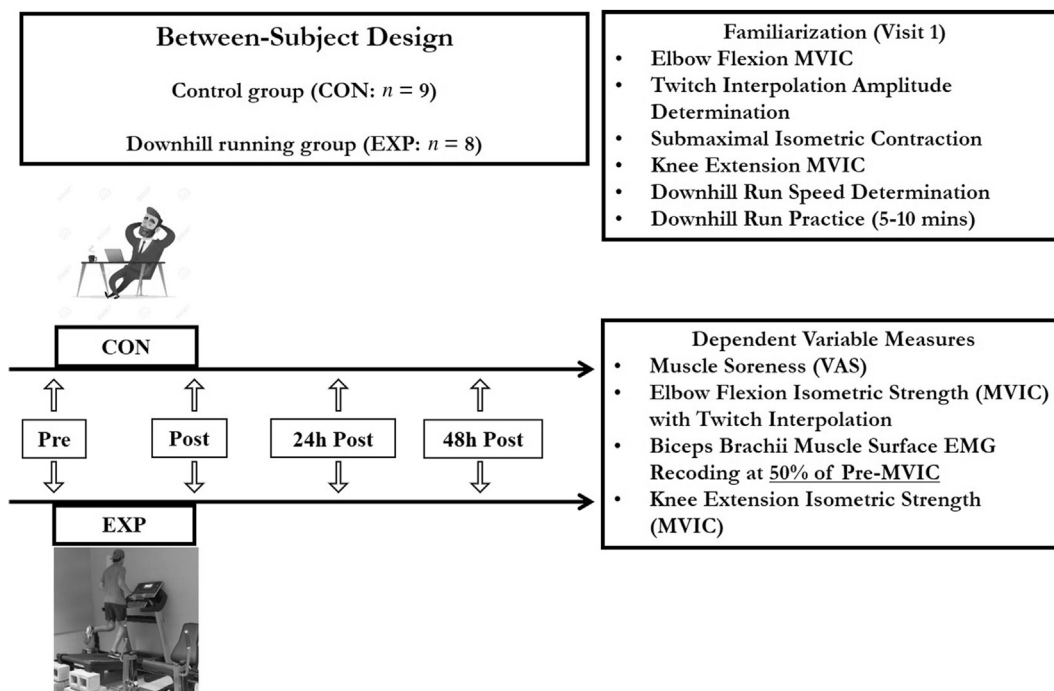 Between-Subject Design
Control group (CON: n = 9)
Downhill running group (EXP: n = 8)
Familiarization (Visit 1)
• Elbow Flexion MVIC
• Twitch Interpolation Amplitude
Determination
• Submaximal Isometric Contraction
• Knee Extension MVIC
• Downhill Run Speed Determination
• Downhill Run Practice (5-10 mins)
CON
Pre
Post
24h Post
48h Post
EXP
Dependent Variable Measures
• Muscle Soreness (VAS)
• Elbow Flexion Isometric Strength (MVIC)
with Twitch Interpolation
• Biceps Brachii Muscle Surface EMG
Recoding at 50% of Pre-MVIC
• Knee Extension Isometric Strength
(MVIC)